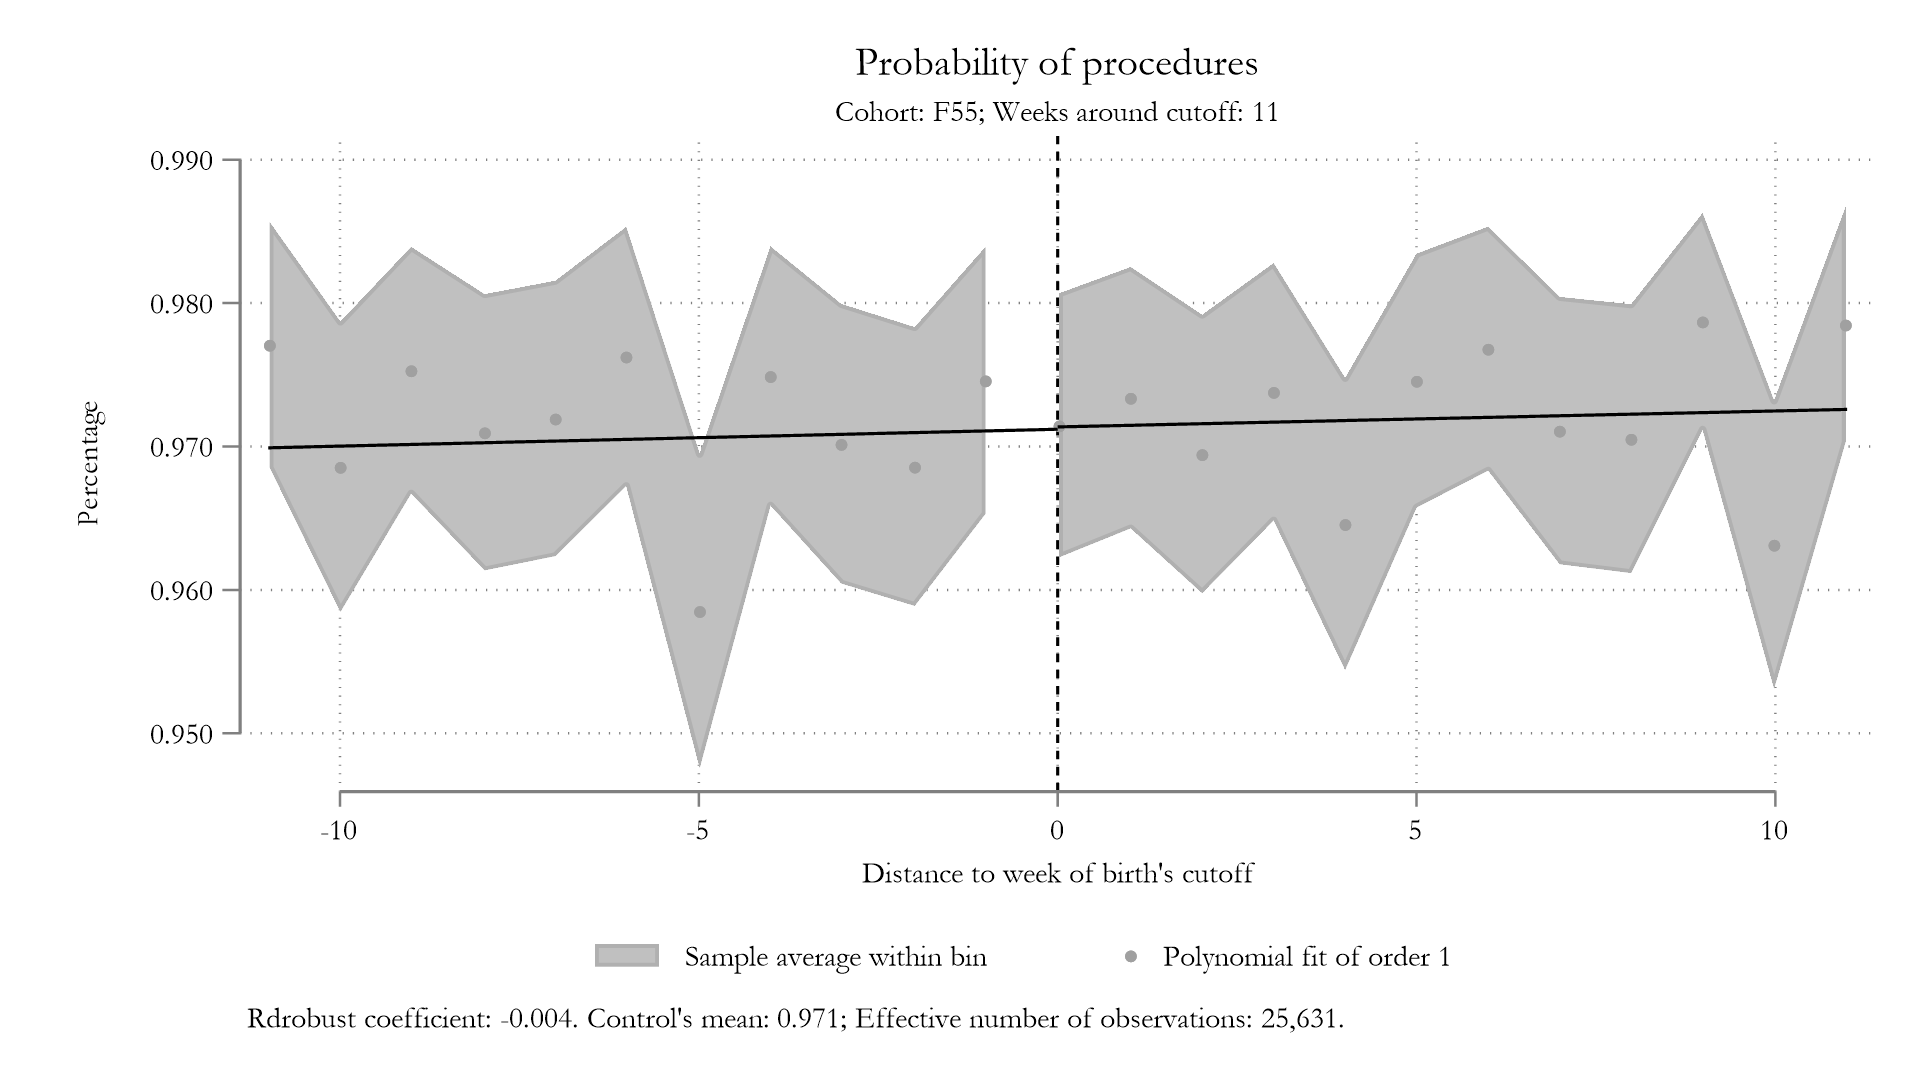 Probability of procedures
Cohort: F55; Weeks around cutoff: 11
0.990
0.980
0.970
0.960
0.950
Percentage
-10
-5
0
5
10
Distance to week of birth's cutoff
Sample average within bin
Polynomial fit of order 1
Rdrobust coefficient: -0.004. Control's mean: 0.971; Effective number of observations: 25,631.